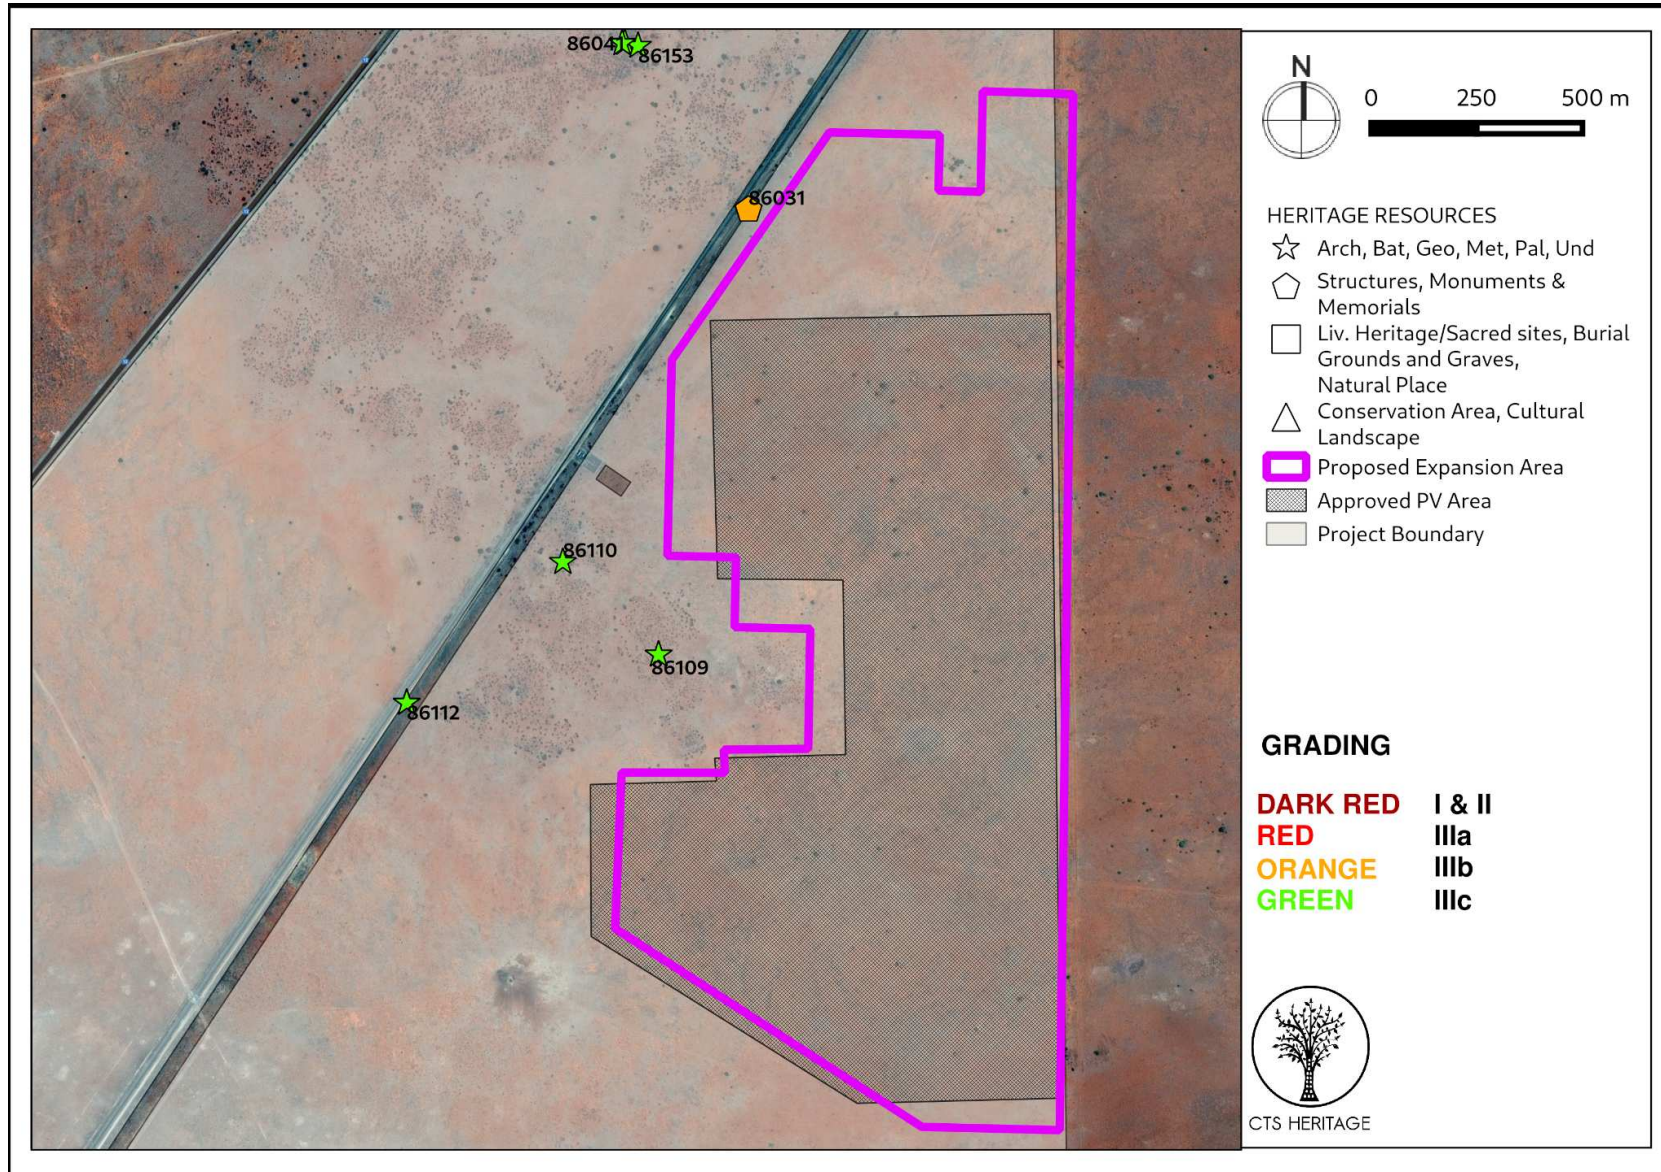 8604
86153
86031
86110
86109
86112
N
0 250 500 m
HERITAGE RESOURCES
Arch, Bat, Geo, Met, Pal, Und
Structures, Monuments &
Memorials
Liv. Heritage/Sacred sites, Burial
Grounds and Graves,
Natural Place
Conservation Area, Cultural
Landscape
Proposed Expansion Area
Approved PV Area
Project Boundary
GRADING
DARK RED I & II
RED IIIa
ORANGE IIIb
GREEN IIIc
CTS HERITAGE